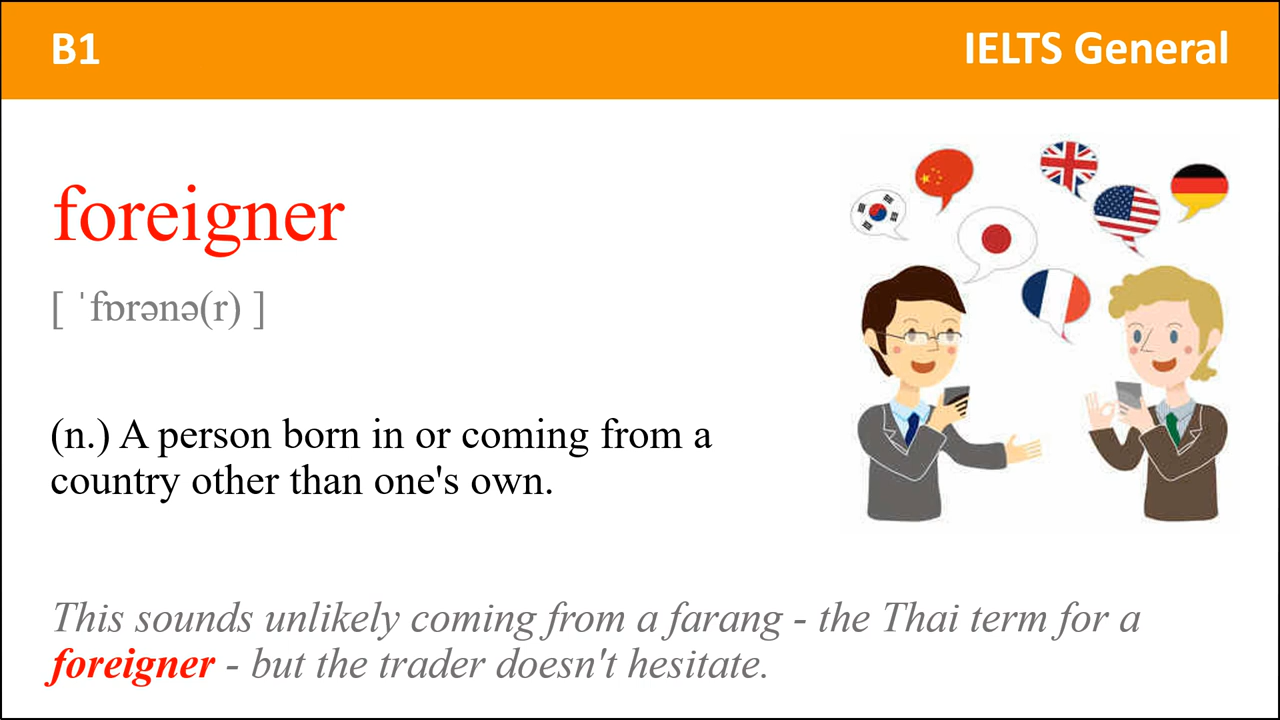 B1
IELTS General
foreigner
[ ˈfɒrənə(r) ]
(n.) A person born in or coming from a
country other than one's own.
This sounds unlikely coming from a farang - the Thai term for a
foreigner - but the trader doesn't hesitate.